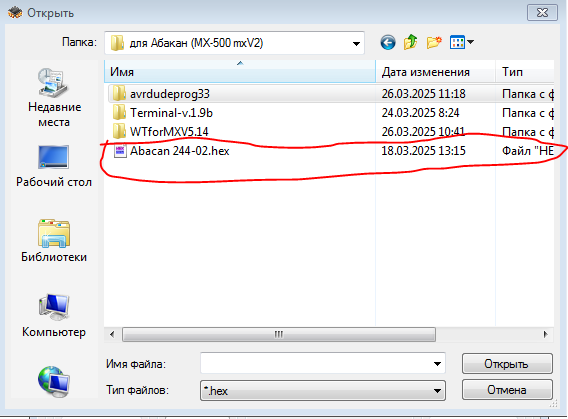 Открыть
Папка: для Абакан (MX-500 mxV2)
Имя Дата изменения Тип
avrdudeprog33 26.03.2025 11:18 Папка с ф
Terminal-v.1.9b 24.03.2025 8:24 Папка с ф
WTforMXV5.14 26.03.2025 10:41 Папка с ф
Abacan 244-02.hex 18.03.2025 13:15 Файл "HE
Недавние
места
Рабочий стол
Библиотеки
Компьютер
Имя файла: Открыть
Тип файлов: *.hex Отмена